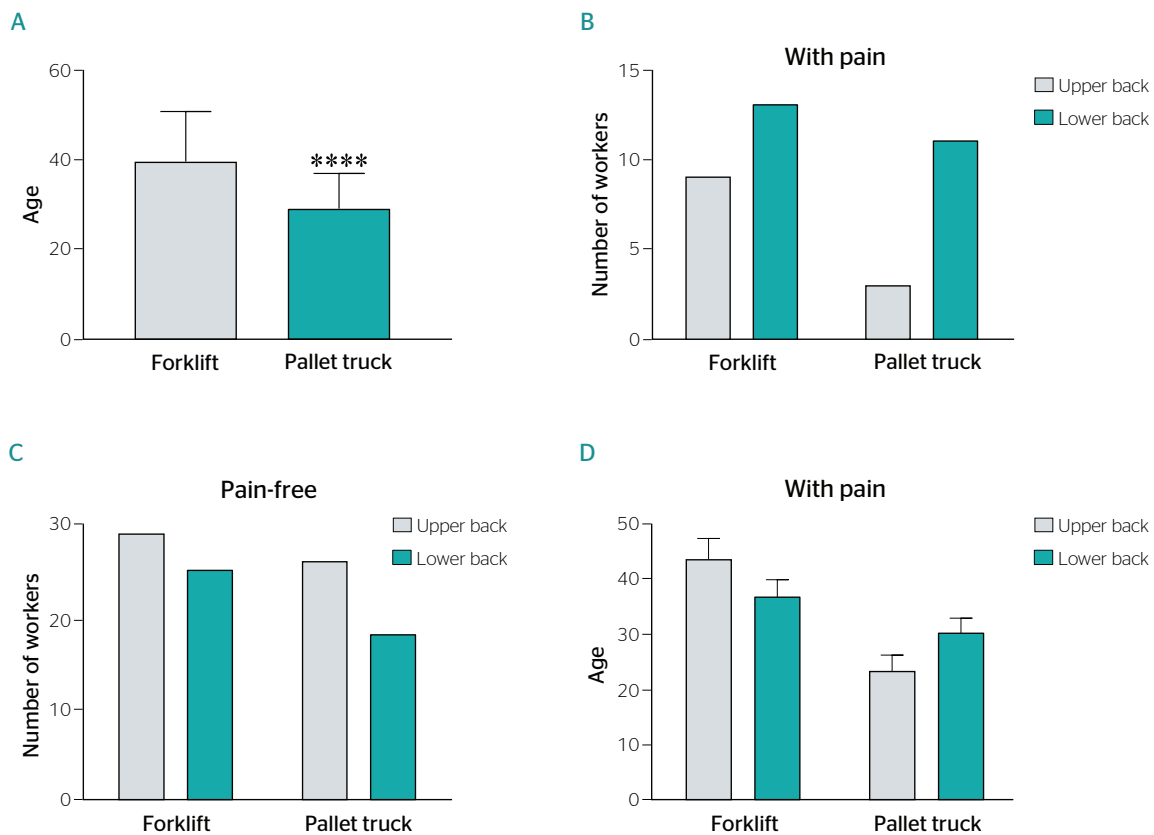 A
Age
60
40
20
0
****
Forklift
Pallet truck
B
With pain
Number of workers
15
10
5
0
Upper back
Lower back
Forklift
Pallet truck
C
Pain-free
Number of workers
30
20
10
0
Upper back
Lower back
Forklift
Pallet truck
D
With pain
Age
50
40
30
20
10
0
Upper back
Lower back
Forklift
Pallet truck